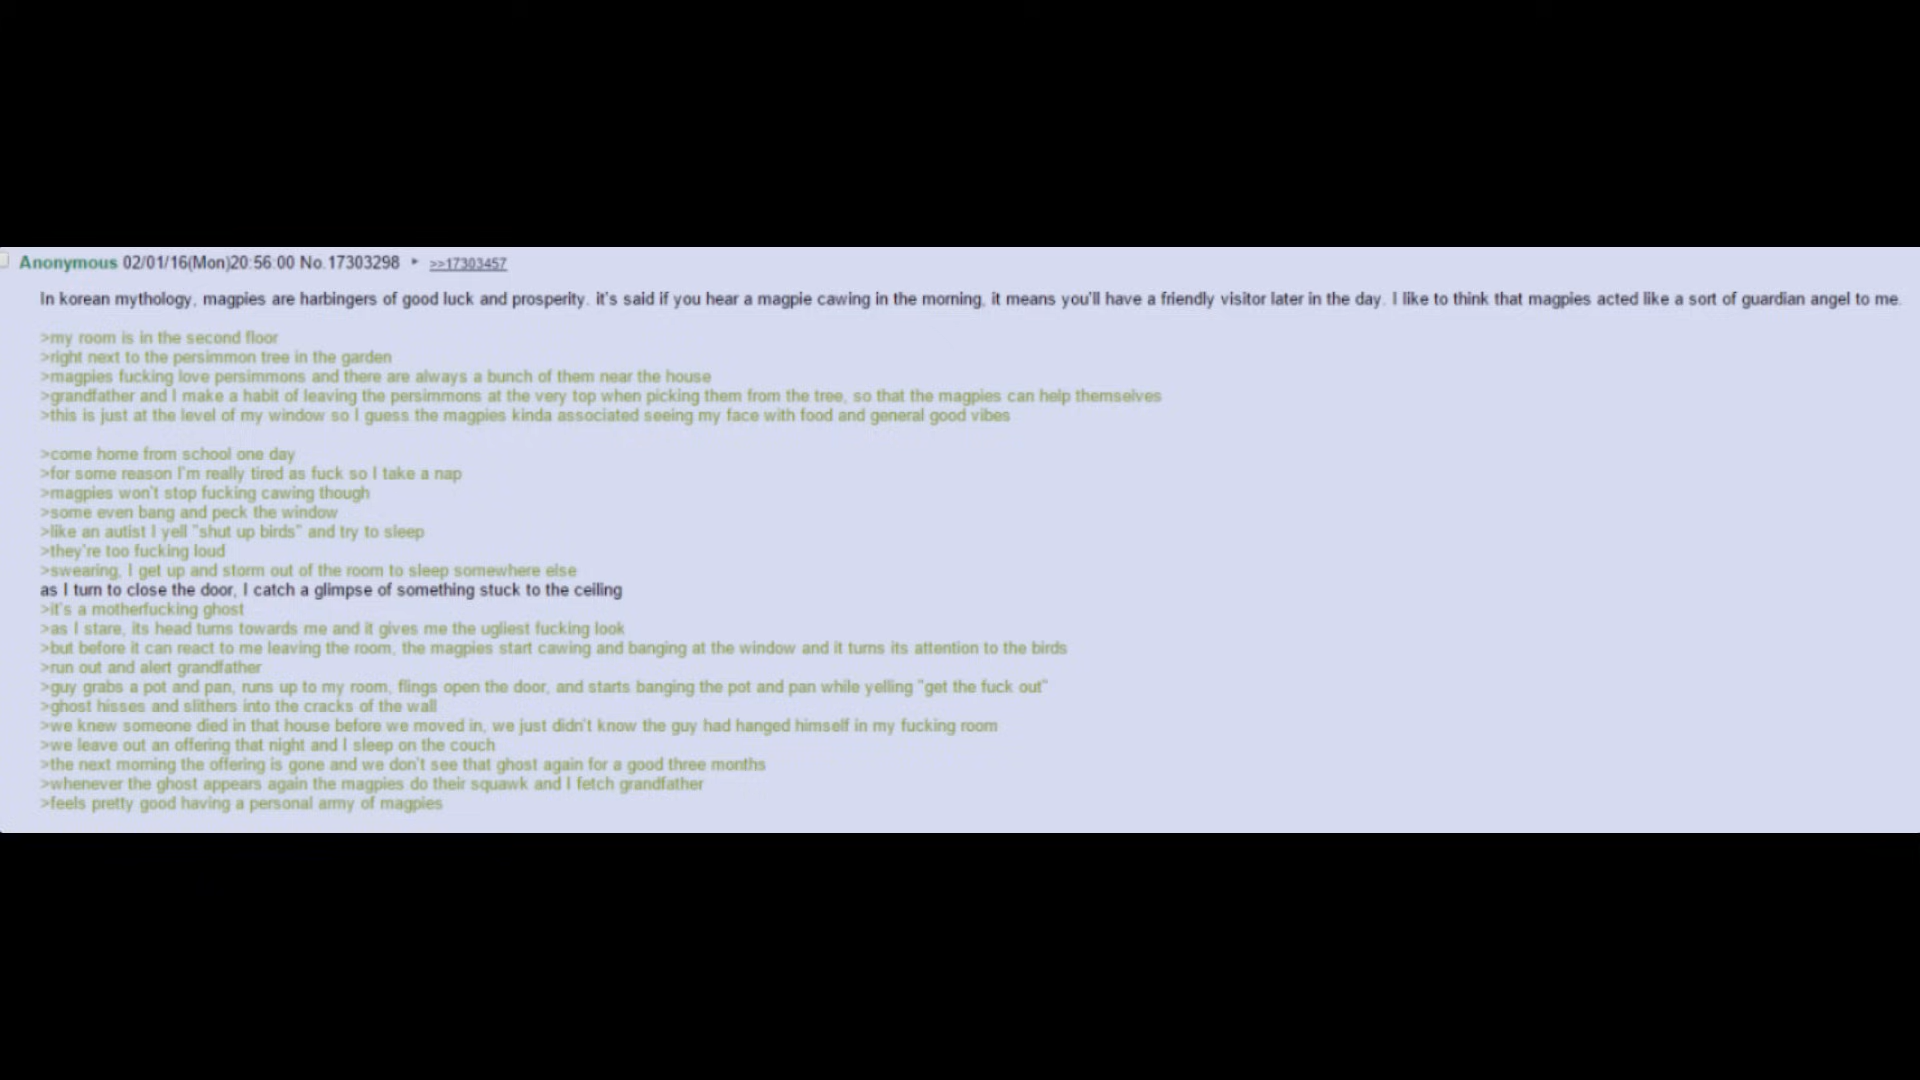 Anonymous 02/01/16(Mon)20:56:00 No.17303298 ▸ >>17303457
In korean mythology, magpies are harbingers of good luck and prosperity. it's said if you hear a magpie cawing in the morning, it means you'll have a friendly visitor later in the day. I like to think that magpies acted like a sort of guardian angel to me.
>my room is in the second floor
>right next to the persimmon tree in the garden
>magpies fucking love persimmons and there are always a bunch of them near the house
>grandfather and I make a habit of leaving the persimmons at the very top when picking them from the tree, so that the magpies can help themselves
>this is just at the level of my window so I guess the magpies kinda associated seeing my face with food and general good vibes
>come home from school one day
>for some reason I'm really tired as fuck so I take a nap
>magpies won't stop fucking cawing though
>some even bang and peck the window
>like an autist I yell "shut up birds" and try to sleep
>they're too fucking loud
>swearing, I get up and storm out of the room to sleep somewhere else
as I turn to close the door, I catch a glimpse of something stuck to the ceiling
>it's a motherfucking ghost
>as I stare, its head turns towards me and it gives me the ugliest fucking look
>but before it can react to me leaving the room, the magpies start cawing and banging at the window and it turns its attention to the birds
>run out and alert grandfather
>guy grabs a pot and pan, runs up to my room, flings open the door, and starts banging the pot and pan while yelling "get the fuck out"
>ghost hisses and slithers into the cracks of the wall
>we knew someone died in that house before we moved in, we just didn't know the guy had hanged himself in my fucking room
>we leave out an offering that night and I sleep on the couch
>the next morning the offering is gone and we don't see that ghost again for a good three months
>whenever the ghost appears again the magpies do their squawk and I fetch grandfather
>feels pretty good having a personal army of magpies